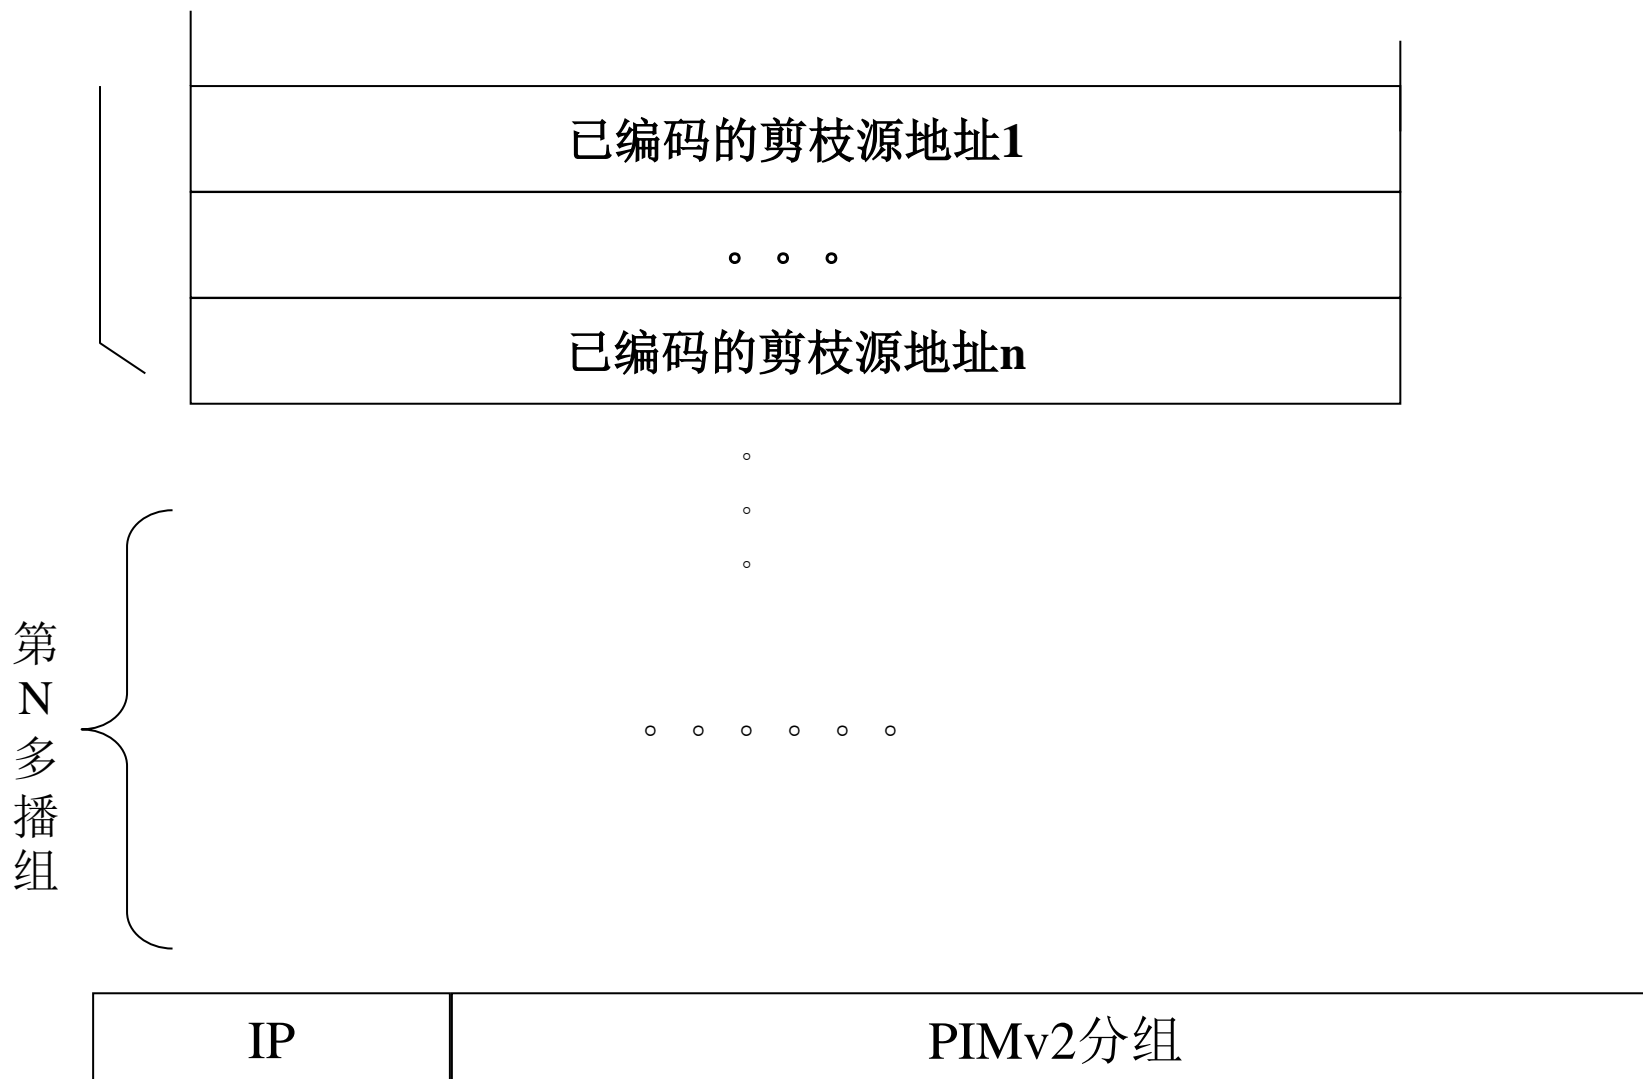 已编码的剪枝源地址1
。。。
已编码的剪枝源地址n
。
。
。
第
N
多
播
组
。。。。。。
IP
PIMv2分组